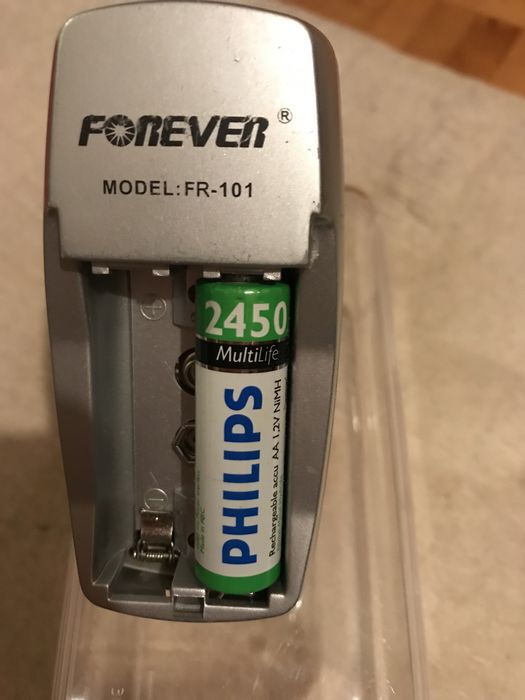 FOREVER ®
MODEL:FR-101
2450
MultiLife
PHILIPS
Rechargeable accu AA 1.2V NiMH